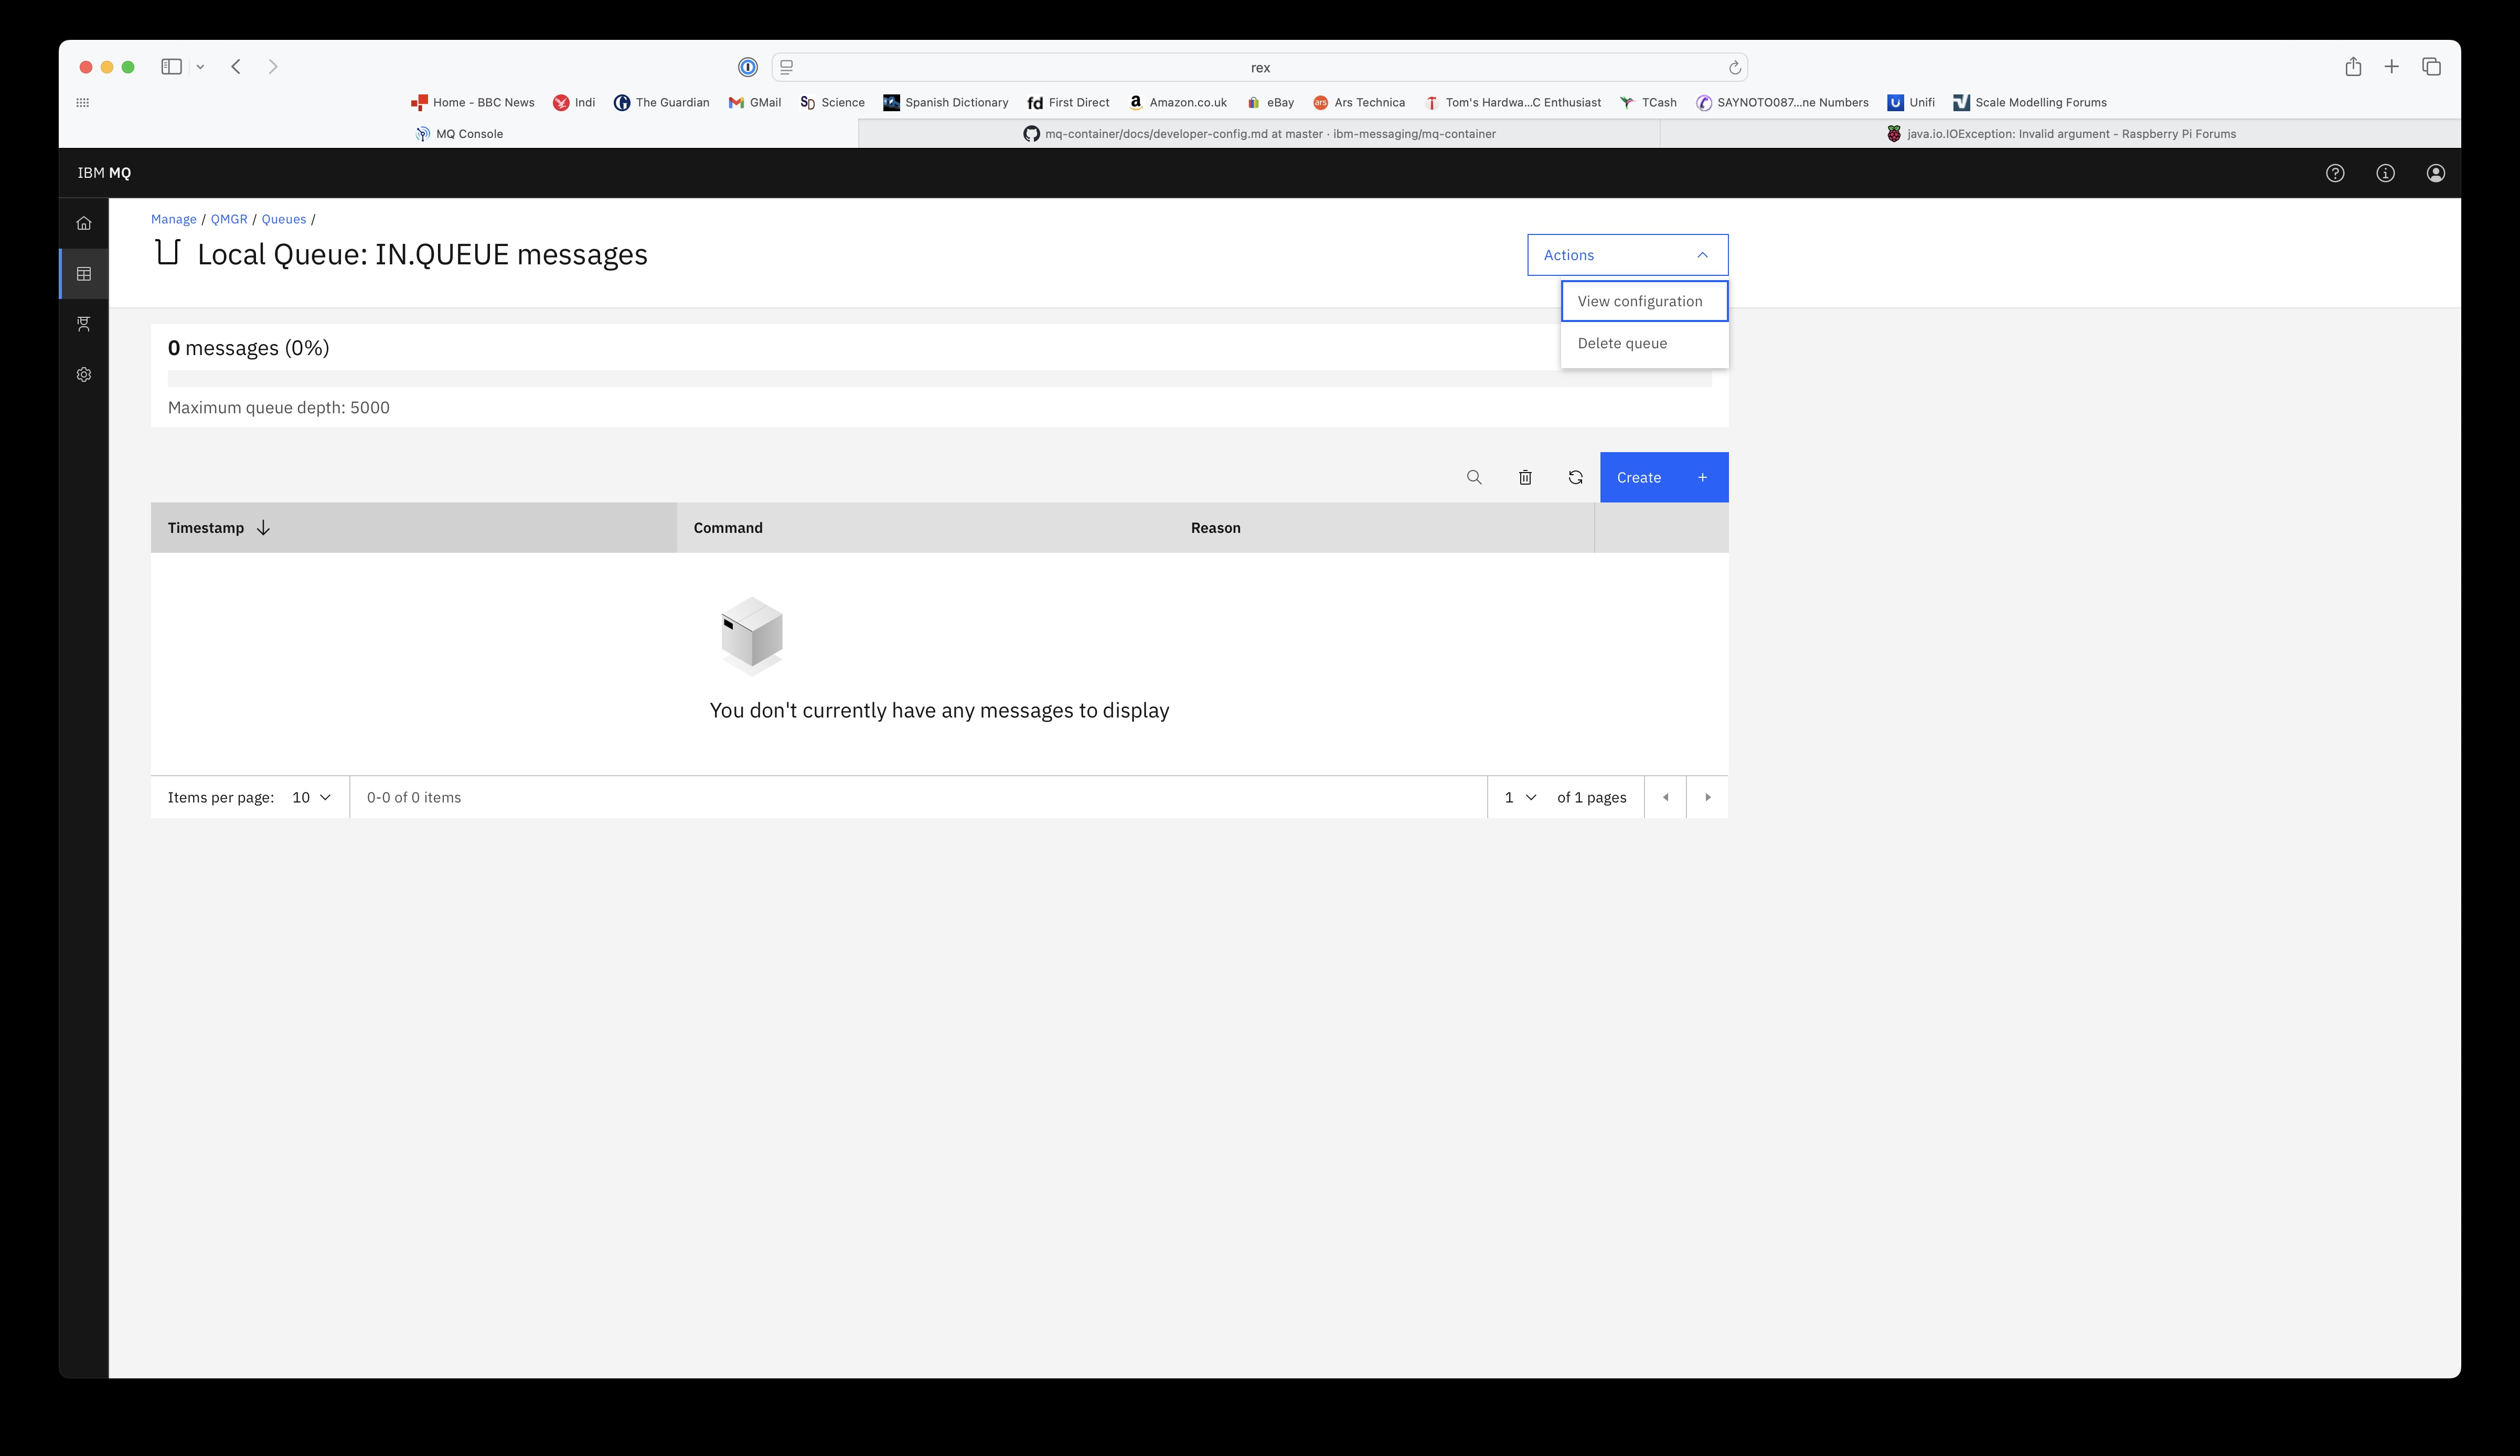 rex
Home - BBC News Indi The Guardian GMail Science Spanish Dictionary First Direct Amazon.co.uk eBay Ars Technica Tom's Hardwa...C Enthusiast TCash SAYNOTO087...ne Numbers Unifi Scale Modelling Forums
MQ Console mq-container/docs/developer-config.md at master · ibm-messaging/mq-container java.io.IOException: Invalid argument - Raspberry Pi Forums
IBM MQ
Manage / QMGR / Queues /
Local Queue: IN.QUEUE messages
Actions
View configuration
Delete queue
0 messages (0%)
Maximum queue depth: 5000
Create +
Timestamp Command Reason
You don't currently have any messages to display
Items per page: 10 0-0 of 0 items 1 of 1 pages